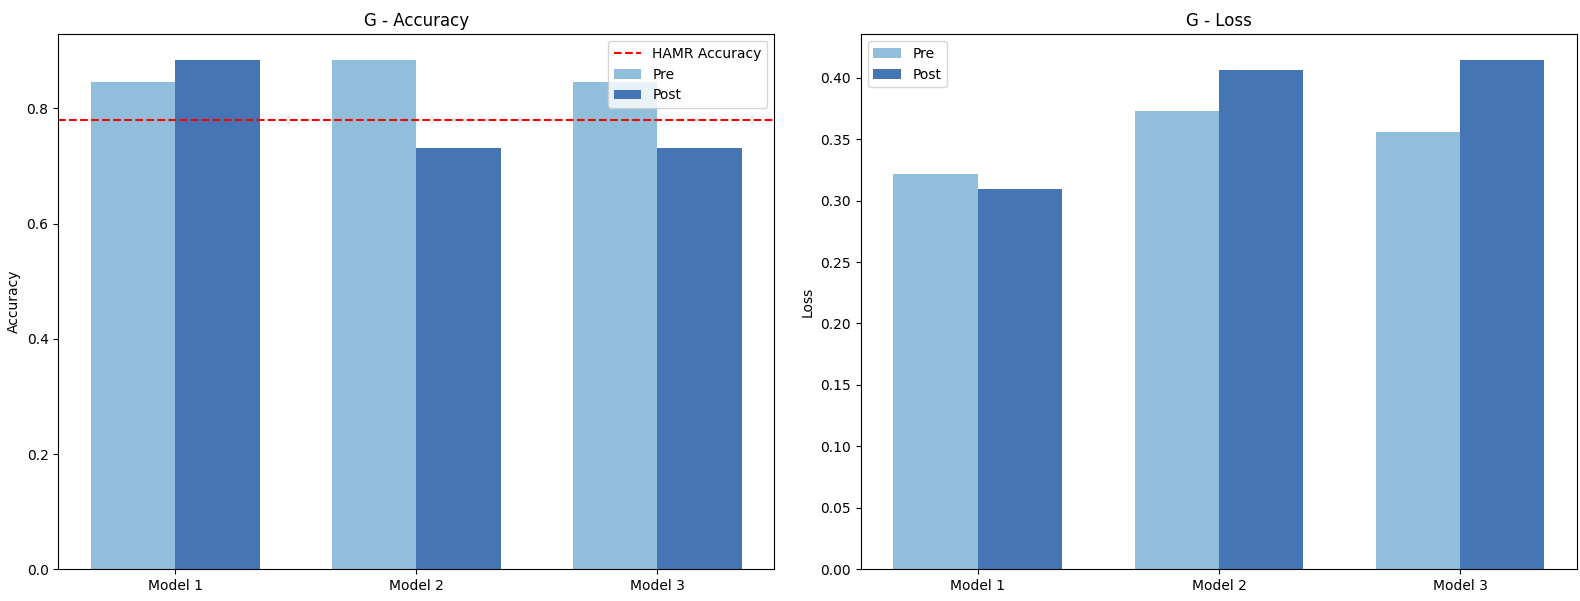 G - Accuracy
HAMR Accuracy
Pre
Post
0.8
0.6
0.4
0.2
0.0
Accuracy
Model 1
Model 2
Model 3
G - Loss
Pre
Post
0.40
0.35
0.30
0.25
0.20
0.15
0.10
0.05
0.00
Loss
Model 1
Model 2
Model 3